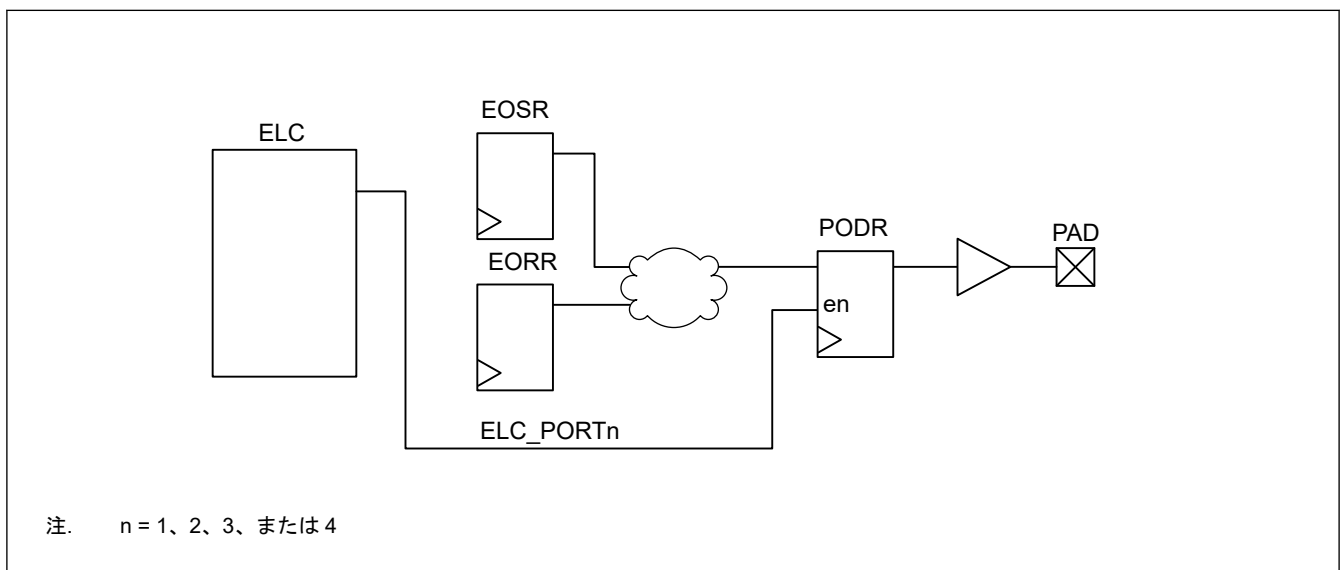 ELC
EOSR
EORR
PODR
en
PAD
ELC_PORTn
注. n = 1、2、3、または 4